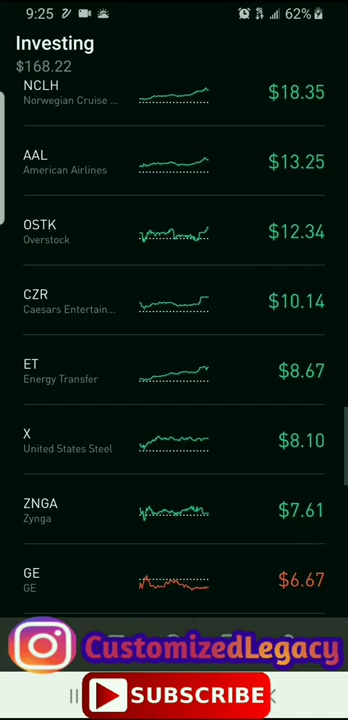 9:25
62%
Investing
$168.22
NCLH
Norwegian Cruise ...
$18.35
AAL
American Airlines
$13.25
OSTK
Overstock
$12.34
CZR
Caesars Entertain...
$10.14
ET
Energy Transfer
$8.67
X
United States Steel
$8.10
ZNGA
Zynga
$7.61
GE
GE
$6.67
CustomizedLegacy
SUBSCRIBE